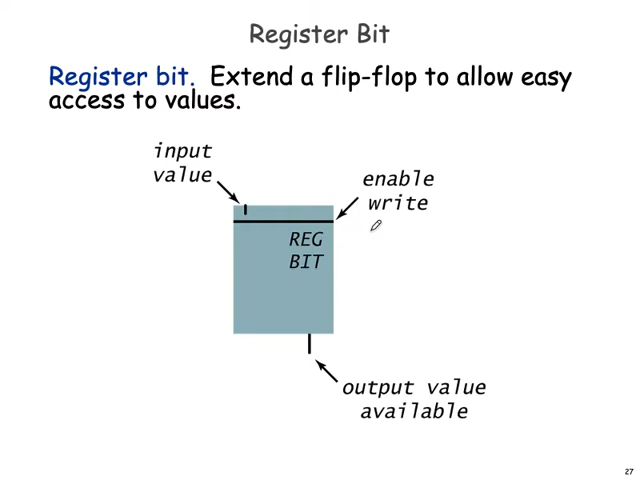 Register Bit
Register bit. Extend a flip-flop to allow easy
access to values.
input
value
enable
write
REG
BIT
output value
available
27